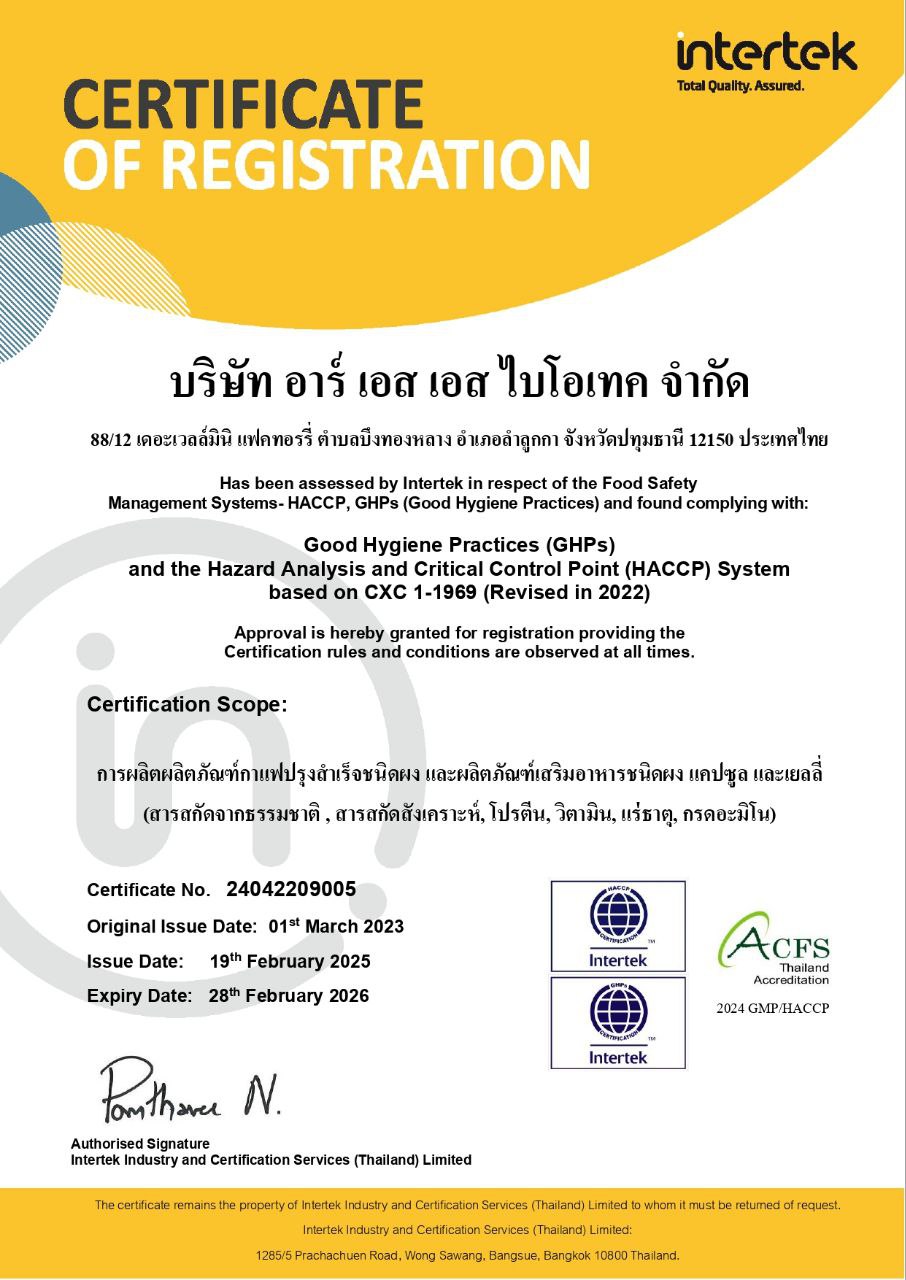 intertek
Total Quality. Assured.
CERTIFICATE
OF REGISTRATION
บริษัท อาร์ เอส เอส ไบโอเทค จำกัด
88/12 เดอะเวลล์มินิ แฟคทอรรี่ ตำบลบึงทองหลาง อำเภอลำลูกกา จังหวัดปทุมธานี 12150 ประเทศไทย
Has been assessed by Intertek in respect of the Food Safety
Management Systems- HACCP, GHPs (Good Hygiene Practices) and found complying with:
Good Hygiene Practices (GHPs)
and the Hazard Analysis and Critical Control Point (HACCP) System
based on CXC 1-1969 (Revised in 2022)
Approval is hereby granted for registration providing the
Certification rules and conditions are observed at all times.
Certification Scope:
การผลิตผลิตภัณฑ์กาแฟปรุงสำเร็จชนิดผง และผลิตภัณฑ์เสริมอาหารชนิดผง แคปซูล และเยลลี่
(สารสกัดจากธรรมชาติ , สารสกัดสังเคราะห์, โปรตีน, วิตามิน, แร่ธาตุ, กรดอะมิโน)
Certificate No. 24042209005
Original Issue Date: 01st March 2023
Issue Date: 19th February 2025
Expiry Date: 28th February 2026
HACCP
CERTIFICATION
TM
Intertek
GHPs
CERTIFICATION
TM
Intertek
ACFS
Thailand
Accreditation
2024 GMP/HACCP
Authorised Signature
Intertek Industry and Certification Services (Thailand) Limited
The certificate remains the property of Intertek Industry and Certification Services (Thailand) Limited to whom it must be returned of request.
Intertek Industry and Certification Services (Thailand) Limited:
1285/5 Prachachuen Road, Wong Sawang, Bangsue, Bangkok 10800 Thailand.